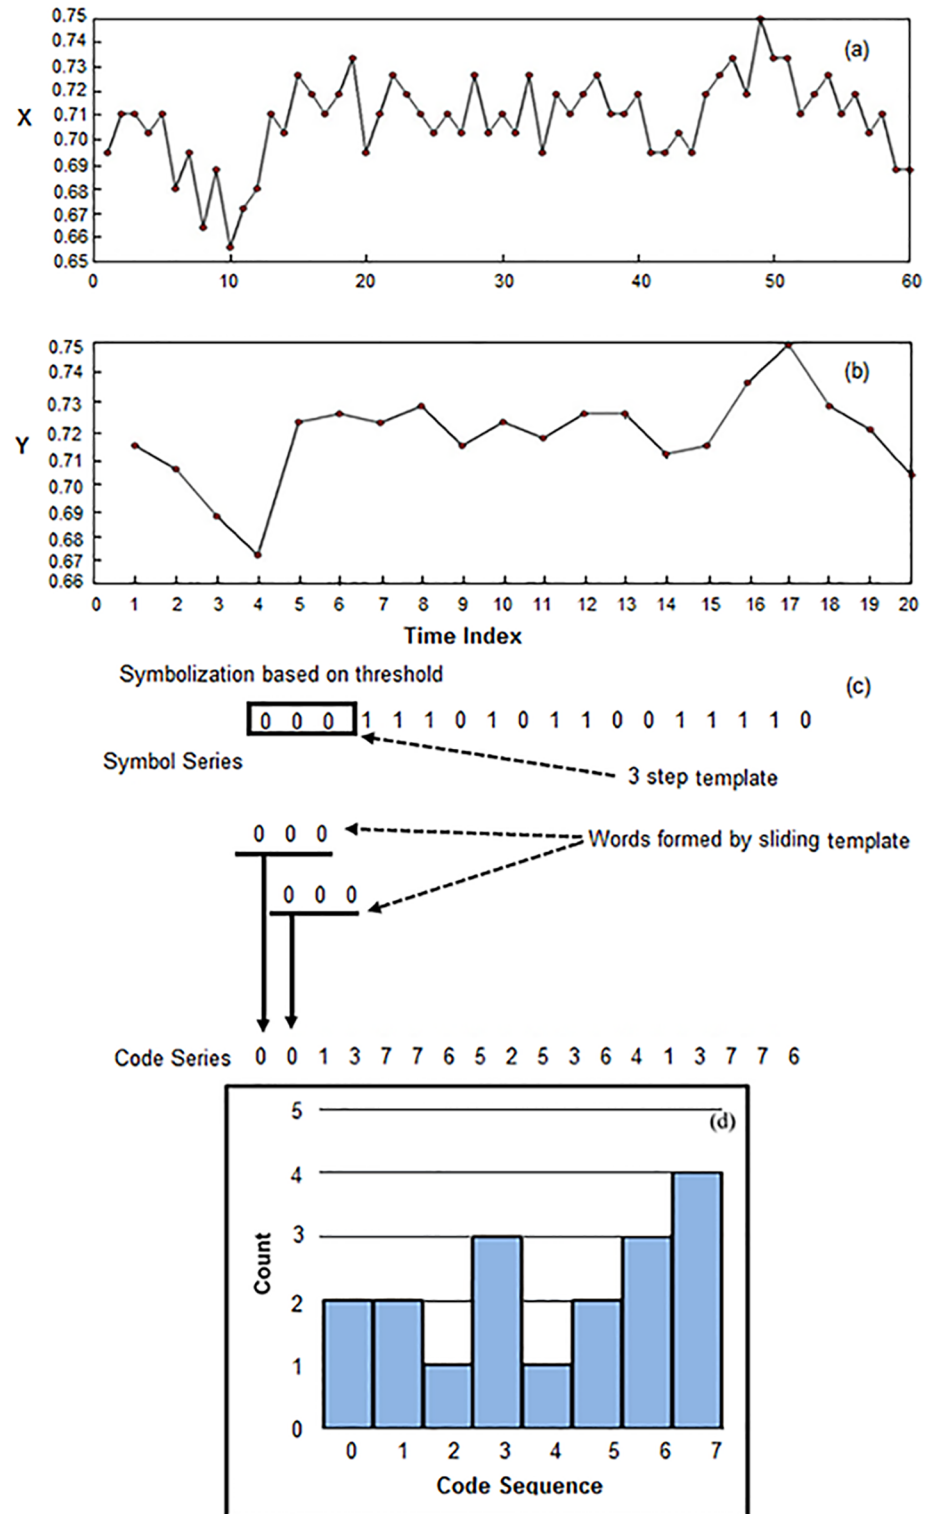 0.75
0.74
0.73
0.72
0.71
0.70
0.69
0.68
0.67
0.66
0.65
X
(a)
0 10 20 30 40 50 60
0.75
0.74
0.73
0.72
0.71
0.70
0.69
0.68
0.67
0.66
Y
(b)
0 1 2 3 4 5 6 7 8 9 10 11 12 13 14 15 16 17 18 19 20
Time Index
Symbolization based on threshold
(c)
0 0 0 1 1 1 0 1 0 1 1 0 0 1 1 1 1 0
Symbol Series
3 step template
0 0 0
Words formed by sliding template
0 0 0
Code Series 0 0 1 3 7 7 6 5 2 5 3 6 4 1 3 7 7 6
5
4
3
2
1
0
(d)
Count
0 1 2 3 4 5 6 7
Code Sequence